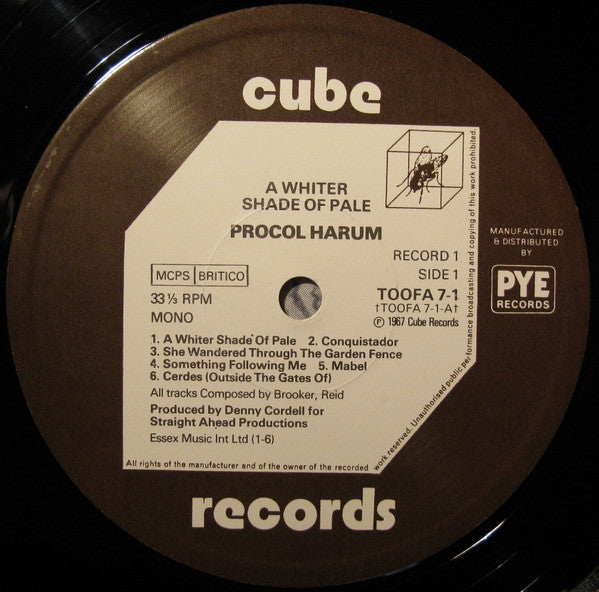 cube
A WHITER
SHADE OF PALE
PROCOL HARUM
RECORD 1
SIDE 1
MCPS BRITICO
33 ⅓ RPM
MONO
TOOFA 7-1
†TOOFA 7-1-A†
Ⓟ 1967 Cube Records
1. A Whiter Shade Of Pale 2. Conquistador
3. She Wandered Through The Garden Fence
4. Something Following Me 5. Mabel
6. Cerdes (Outside The Gates Of)
All tracks Composed by Brooker, Reid
Produced by Denny Cordell for
Straight Ahead Productions
Essex Music Int Ltd (1-6)
All rights of the manufacturer and of the owner of the recorded
work reserved. Unauthorised public
performance broadcasting and copying of this work prohibited.
MANUFACTURED
& DISTRIBUTED
BY
PYE
RECORDS
records